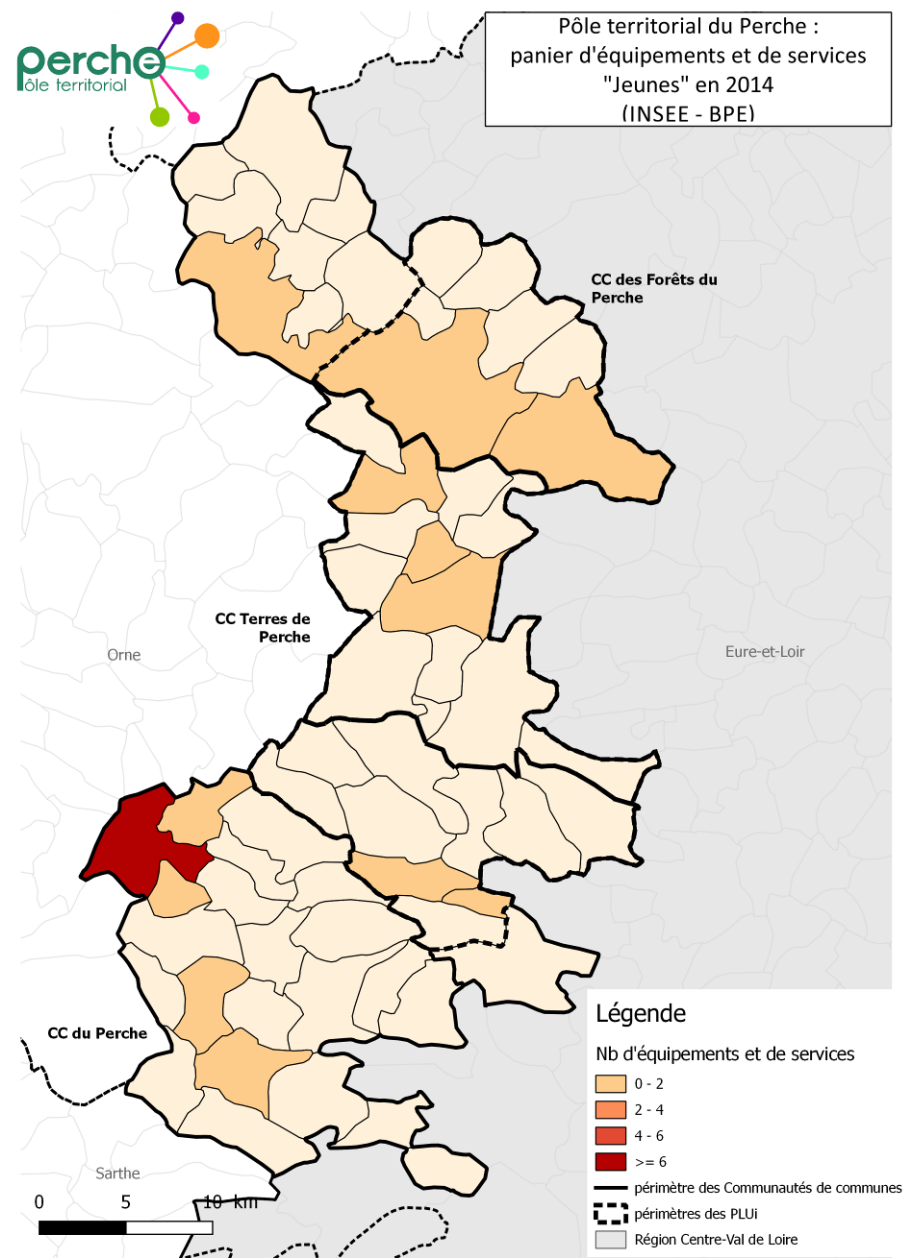 perche
Pôle territorial
Pôle territorial du Perche :
panier d'équipements et de services
"Jeunes" en 2014
(INSEE - BPE)
CC des Forêts du
Perche
CC Terres de
Perche
Orne
Eure-et-Loir
CC du Perche
Sarthe
0 5 10 km
Légende
Nb d'équipements et de services
0 - 2
2 - 4
4 - 6
>= 6
périmètre des Communautés de communes
périmètres des PLUi
Région Centre-Val de Loire